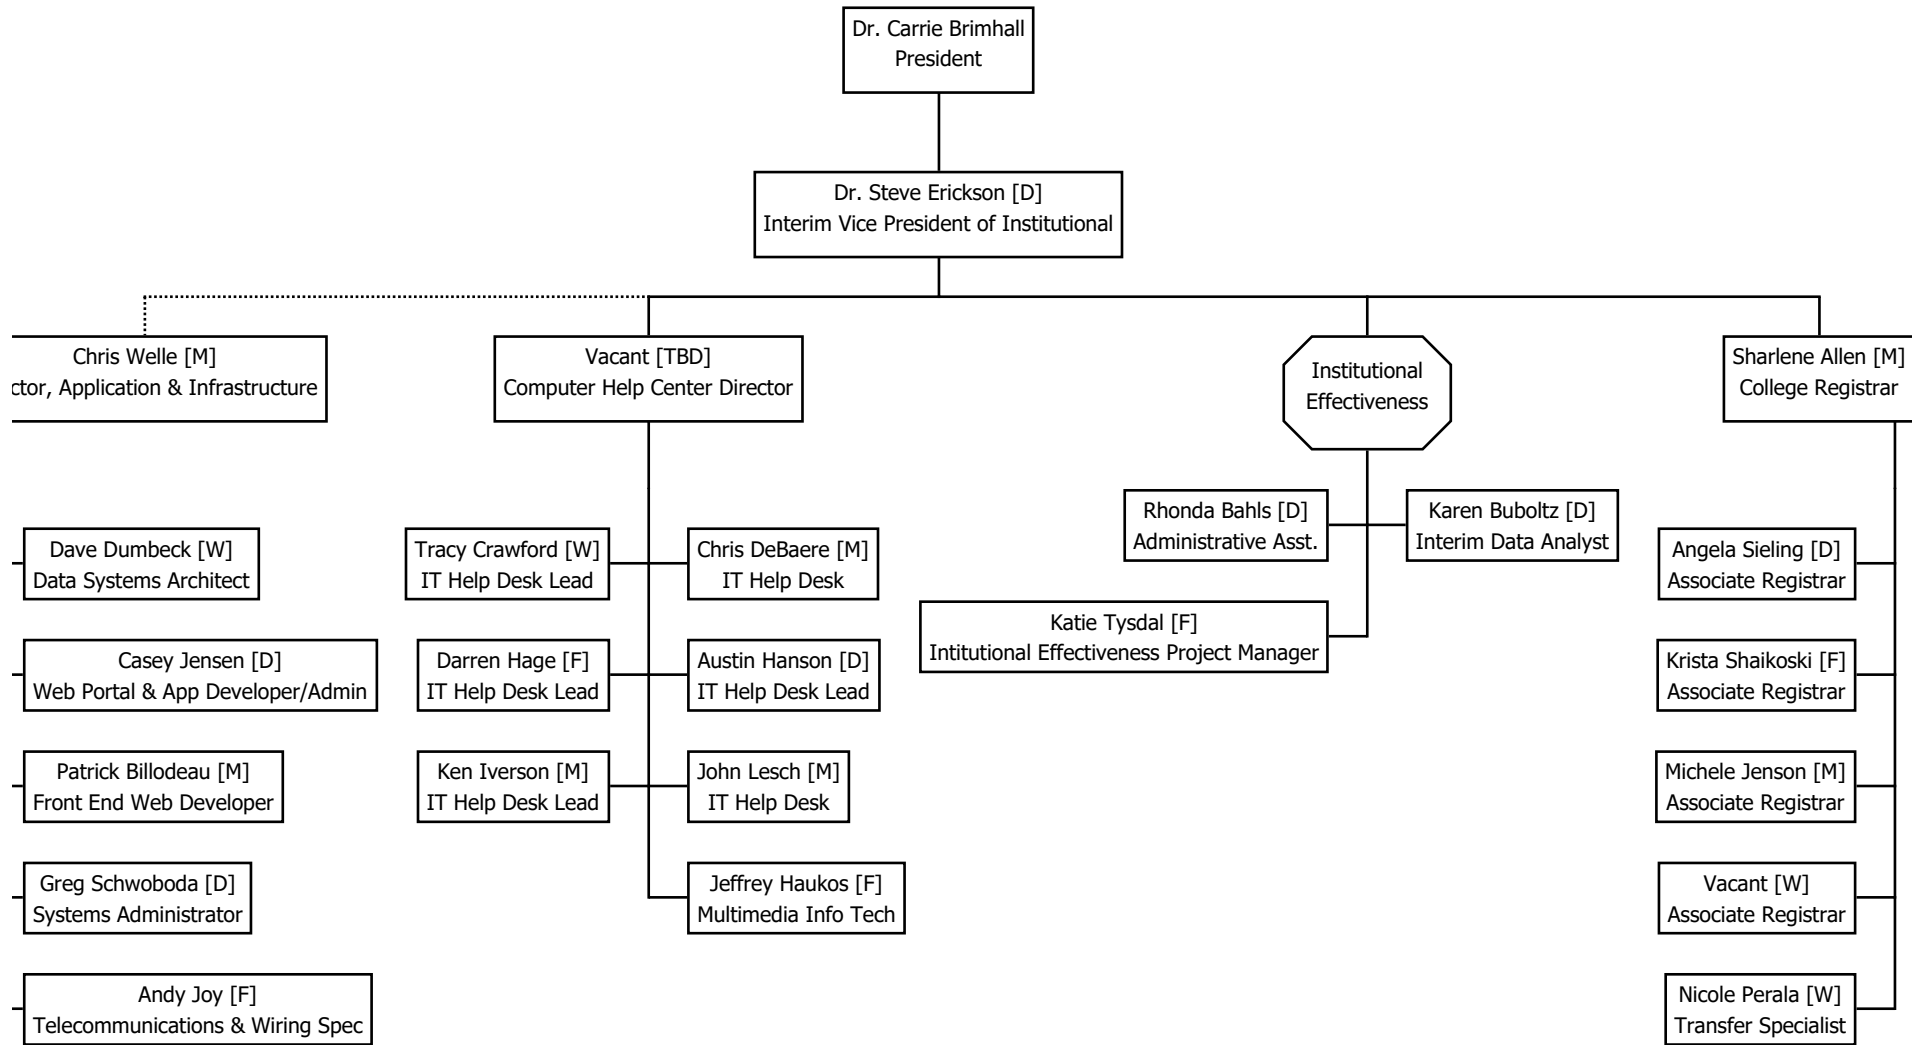 Dr. Carrie Brimhall
President
Dr. Steve Erickson [D]
Interim Vice President of Institutional
Chris Welle [M]
ctor, Application & Infrastructure
Vacant [TBD]
Computer Help Center Director
Institutional
Effectiveness
Sharlene Allen [M]
College Registrar
Rhonda Bahls [D]
Administrative Asst.
Karen Buboltz [D]
Interim Data Analyst
Dave Dumbeck [W]
Data Systems Architect
Tracy Crawford [W]
IT Help Desk Lead
Chris DeBaere [M]
IT Help Desk
Angela Sieling [D]
Associate Registrar
Katie Tysdal [F]
Intitutional Effectiveness Project Manager
Casey Jensen [D]
Web Portal & App Developer/Admin
Darren Hage [F]
IT Help Desk Lead
Austin Hanson [D]
IT Help Desk Lead
Krista Shaikoski [F]
Associate Registrar
Patrick Billodeau [M]
Front End Web Developer
Ken Iverson [M]
IT Help Desk Lead
John Lesch [M]
IT Help Desk
Michele Jenson [M]
Associate Registrar
Greg Schwoboda [D]
Systems Administrator
Jeffrey Haukos [F]
Multimedia Info Tech
Vacant [W]
Associate Registrar
Andy Joy [F]
Telecommunications & Wiring Spec
Nicole Perala [W]
Transfer Specialist